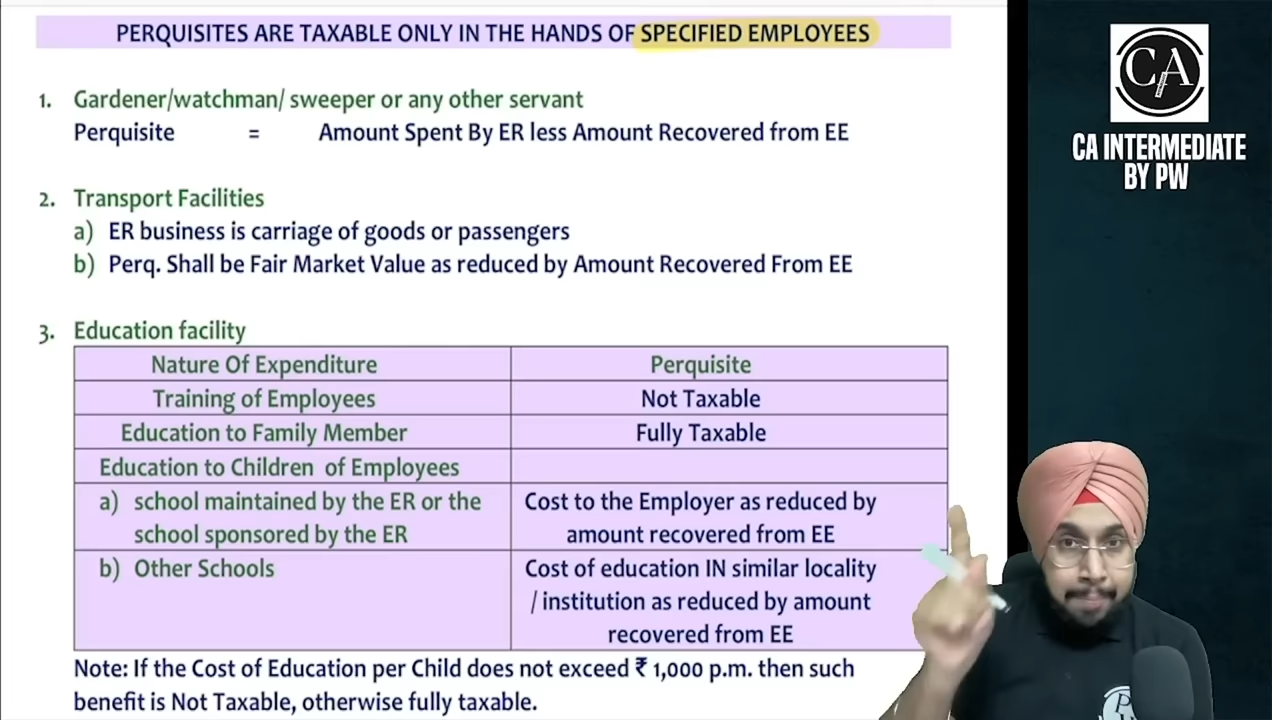 PERQUISITES ARE TAXABLE ONLY IN THE HANDS OF SPECIFIED EMPLOYEES
1. Gardener/watchman/ sweeper or any other servant
Perquisite = Amount Spent By ER less Amount Recovered from EE
2. Transport Facilities
a) ER business is carriage of goods or passengers
b) Perq. Shall be Fair Market Value as reduced by Amount Recovered From EE
3. Education facility
Nature Of Expenditure Perquisite
Training of Employees Not Taxable
Education to Family Member Fully Taxable
Education to Children of Employees
a) school maintained by the ER or the school sponsored by the ER
Cost to the Employer as reduced by
amount recovered from EE
b) Other Schools
Cost of education IN similar locality
/ institution as reduced by amount
recovered from EE
Note: If the Cost of Education per Child does not exceed ₹ 1,000 p.m. then such
benefit is Not Taxable, otherwise fully taxable.
CA
CA INTERMEDIATE
BY PW